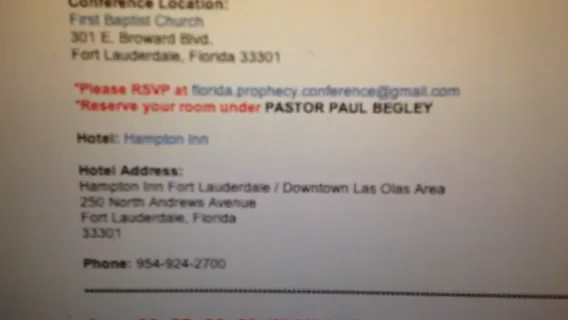 Conference Location:
First Baptist Church
301 E. Broward Blvd.
Fort Lauderdale, Florida 33301
*Please RSVP at florida.prophecy.conference@gmail.com
*Reserve your room under PASTOR PAUL BEGLEY
Hotel: Hampton Inn
Hotel Address:
Hampton Inn Fort Lauderdale / Downtown Las Olas Area
250 North Andrews Avenue
Fort Lauderdale, Florida
33301
Phone: 954-924-2700